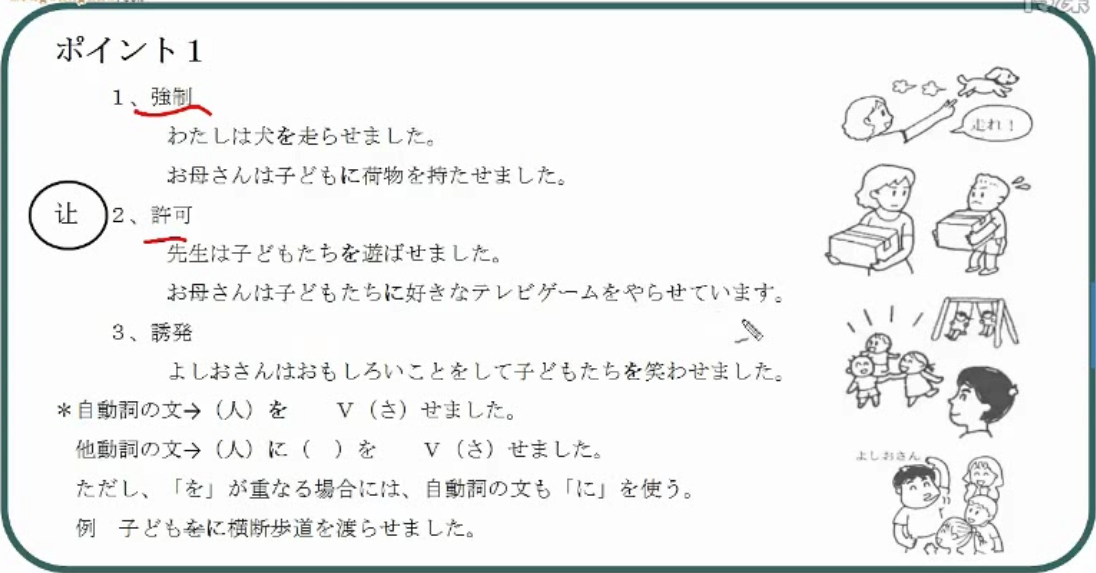 ポイント1
1、強制
わたしは犬を走らせました。
お母さんは子どもに荷物を持たせました。
让
2、許可
先生は子どもたちを遊ばせました。
お母さんは子どもたちに好きなテレビゲームをやらせています。
3、誘発
よしおさんはおもしろいことをして子どもたちを笑わせました。
＊自動詞の文→（人）を　　V（さ）せました。
他動詞の文→（人）に（　）を　　V（さ）せました。
ただし、「を」が重なる場合には、自動詞の文も「に」を使う。
例　子どもをに横断歩道を渡らせました。
走れ！
よしおさん